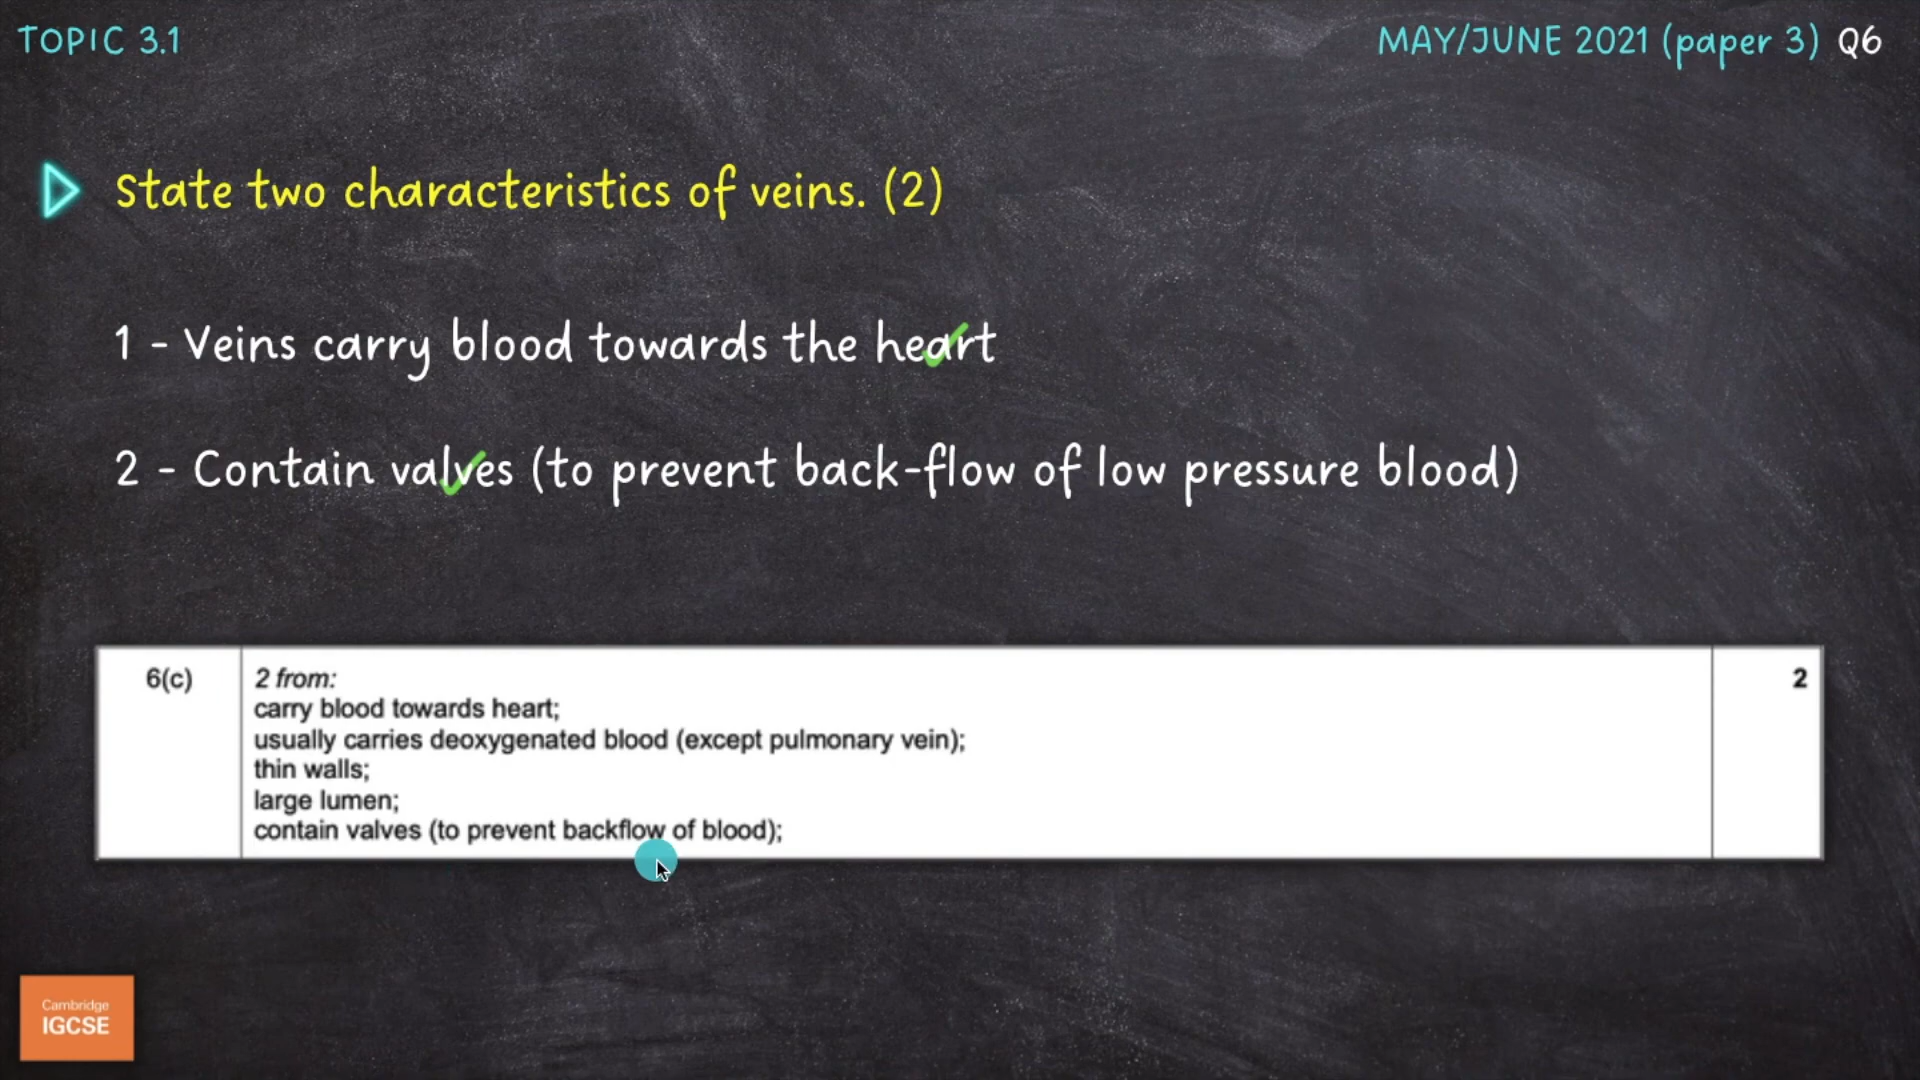 TOPIC 3.1
MAY/JUNE 2021 (paper 3) Q6
State two characteristics of veins. (2)
1 - Veins carry blood towards the heart
2 - Contain valves (to prevent back-flow of low pressure blood)
6(c)
2 from:
carry blood towards heart;
usually carries deoxygenated blood (except pulmonary vein);
thin walls;
large lumen;
contain valves (to prevent backflow of blood);
2
Cambridge
IGCSE